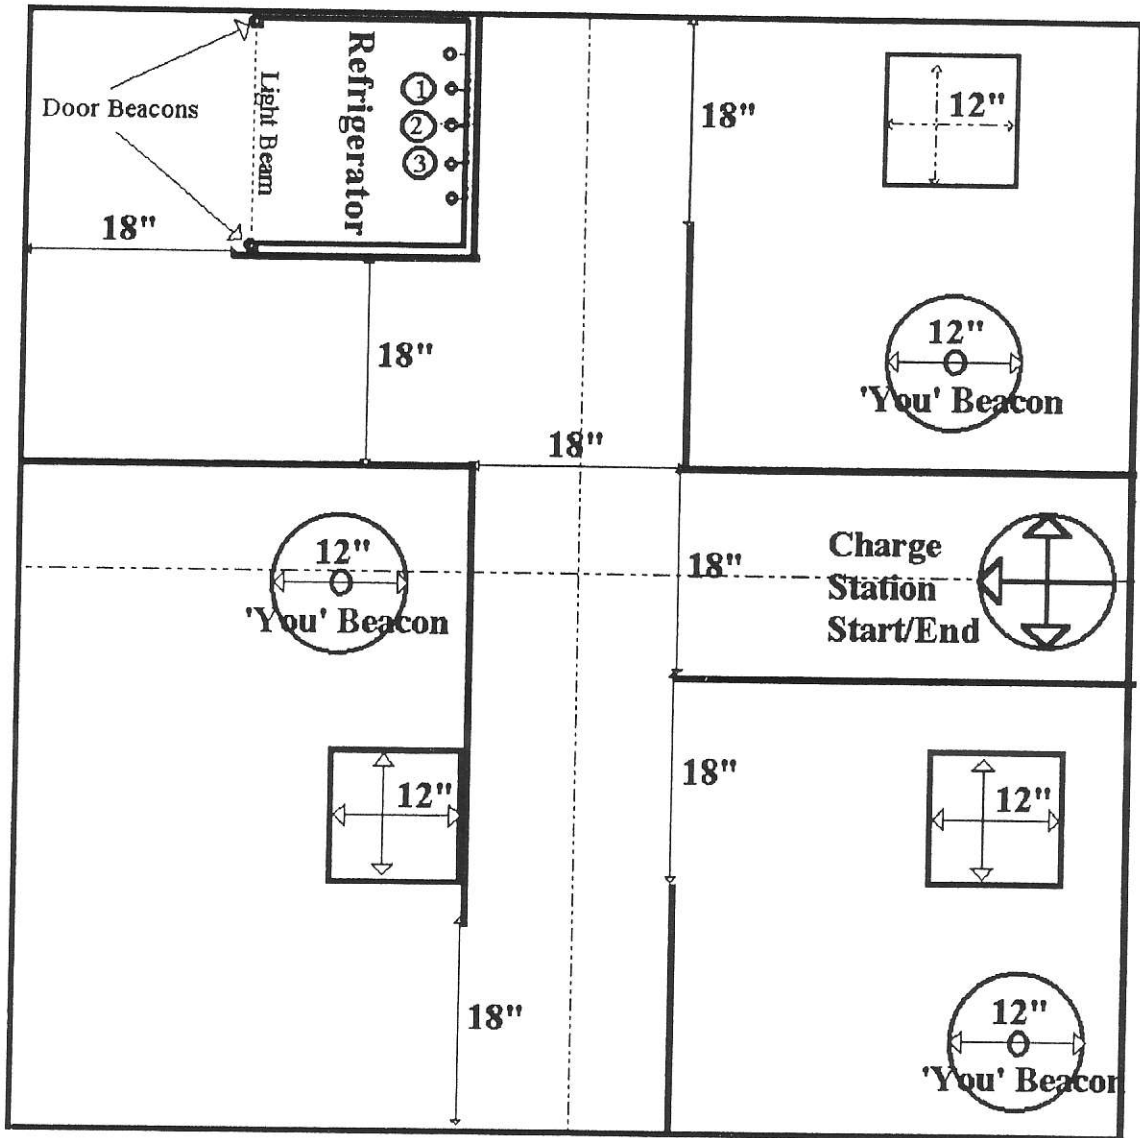 Door Beacons
Light Beam
Refrigerator
1
2
3
18"
18"
12"
18"
12"
'You' Beacon
18"
12"
'You' Beacon
18"
Charge
Station
Start/End
12"
18"
12"
18"
12"
'You' Beacon